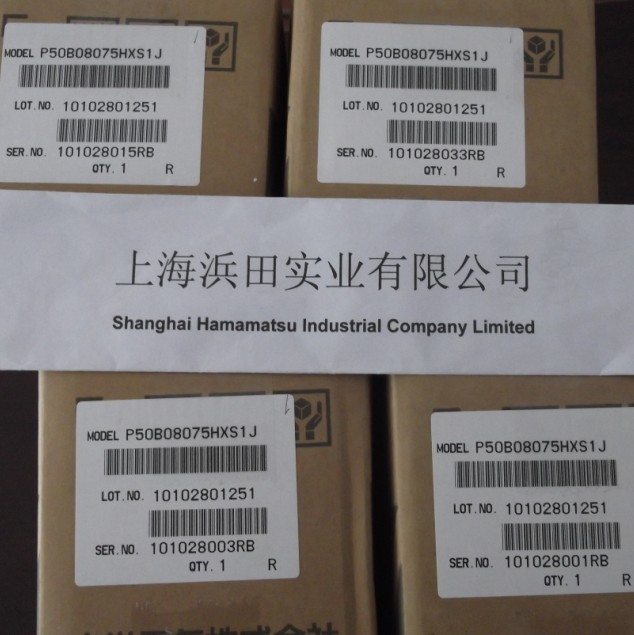 MODEL P50B08075HXS1J
LOT.NO. 10102801251
SER.NO. 101028015RB
QTY. 1 R
MODEL P50B08075HXS1J
LOT.NO. 10102801251
SER.NO. 101028033RB
QTY. 1 R
上海浜田实业有限公司
Shanghai Hamamatsu Industrial Company Limited
MODEL P50B08075HXS1J
LOT.NO. 10102801251
SER.NO. 101028003RB
QTY. 1 R
MODEL P50B08075HXS1J
LOT.NO. 10102801251
SER.NO. 101028001RB
QTY. 1 R